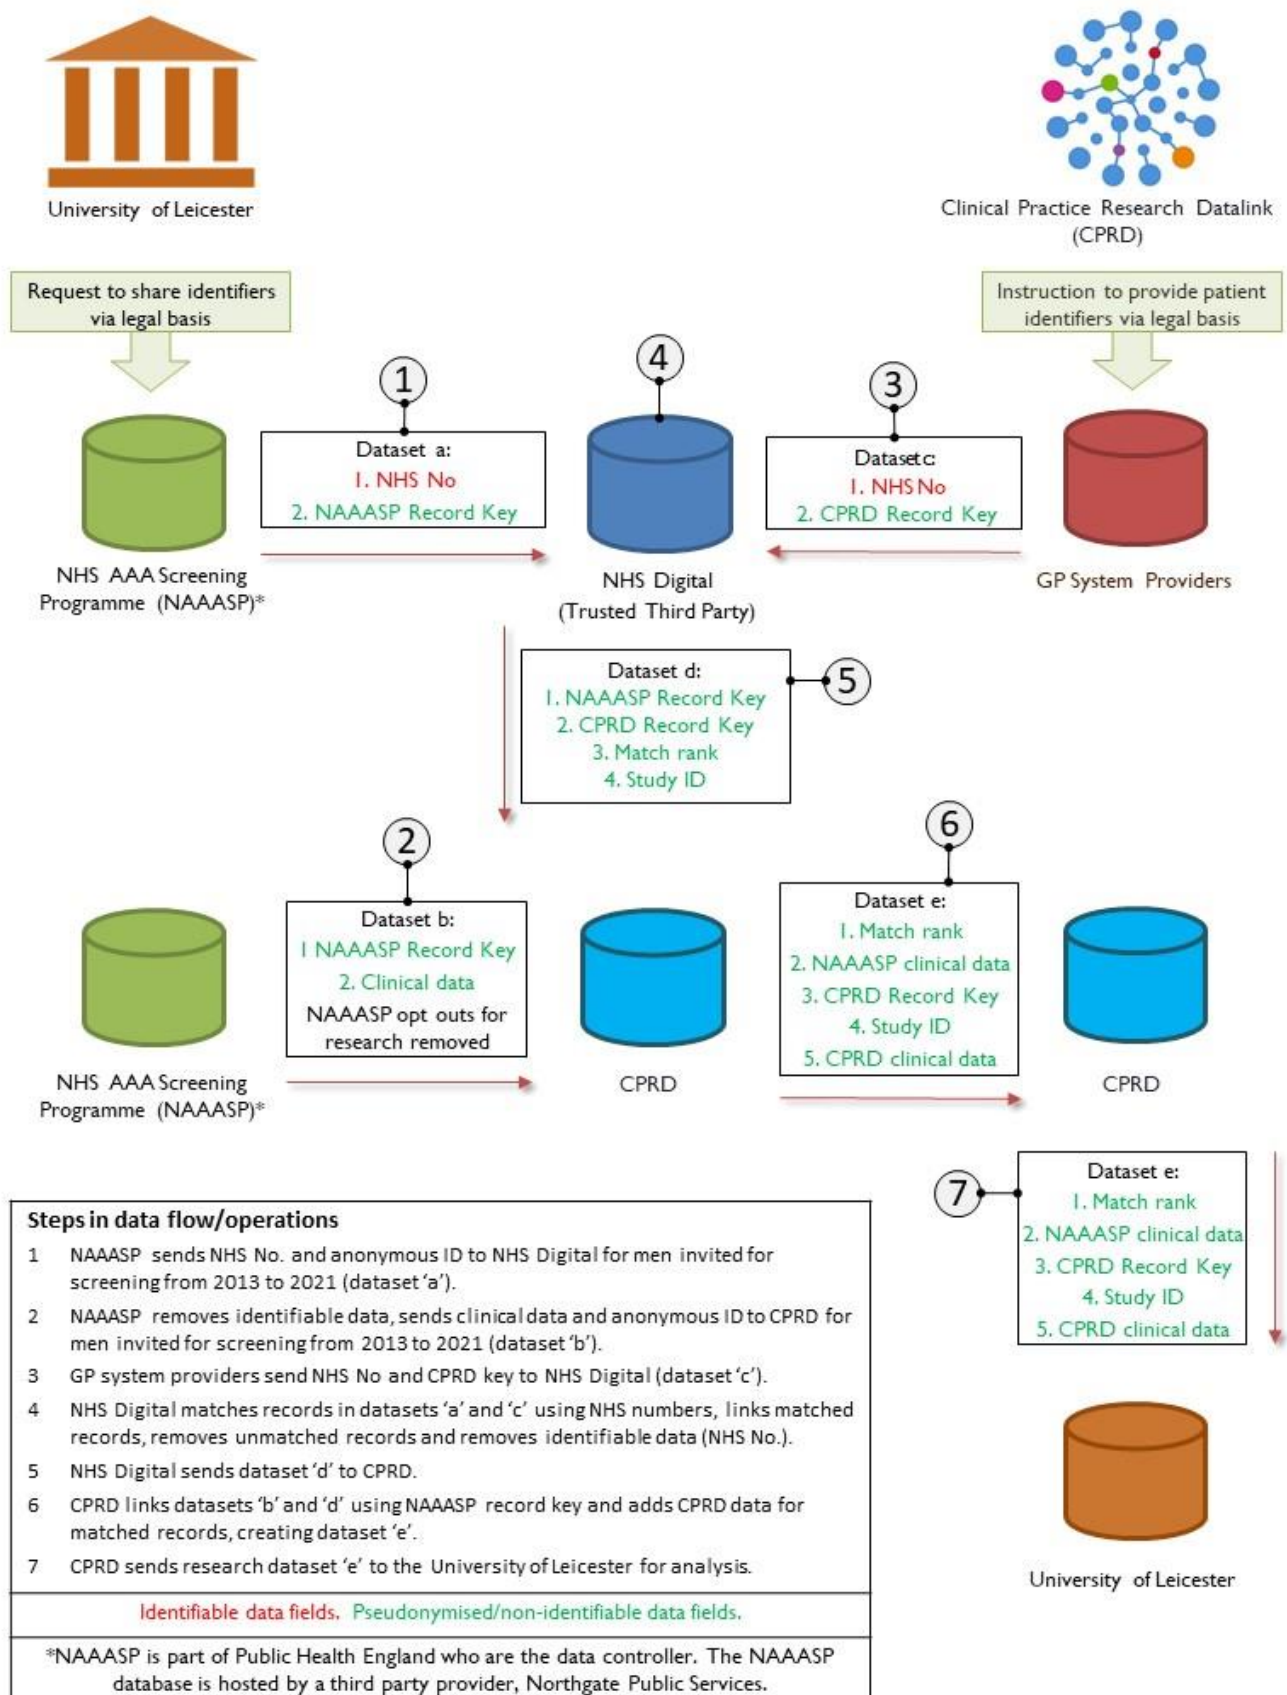 University of Leicester
Clinical Practice Research Datalink
(CPRD)
Request to share identifiers
via legal basis
Instruction to provide patient
identifiers via legal basis
1
4
3
Dataset a:
1. NHS No
2. NAAASP Record Key
Datasetc:
1. NHS No
2. CPRD Record Key
NHS AAA Screening
Programme (NAAASP)*
NHS Digital
(Trusted Third Party)
GP System Providers
Dataset d:
1. NAAASP Record Key
2. CPRD Record Key
3. Match rank
4. Study ID
5
2
6
Dataset b:
1 NAAASP Record Key
2. Clinical data
NAAASP opt outs for
research removed
Dataset e:
1. Match rank
2. NAAASP clinical data
3. CPRD Record Key
4. Study ID
5. CPRD clinical data
NHS AAA Screening
Programme (NAAASP)*
CPRD
CPRD
7
Dataset e:
1. Match rank
2. NAAASP clinical data
3. CPRD Record Key
4. Study ID
5. CPRD clinical data
University of Leicester
Steps in data flow/operations
1 NAAASP sends NHS No. and anonymous ID to NHS Digital for men invited for
screening from 2013 to 2021 (dataset ‘a’).
2 NAAASP removes identifiable data, sends clinical data and anonymous ID to CPRD for
men invited for screening from 2013 to 2021 (dataset ‘b’).
3 GP system providers send NHS No and CPRD key to NHS Digital (dataset ‘c’).
4 NHS Digital matches records in datasets ‘a’ and ‘c’ using NHS numbers, links matched
records, removes unmatched records and removes identifiable data (NHS No.).
5 NHS Digital sends dataset ‘d’ to CPRD.
6 CPRD links datasets ‘b’ and ‘d’ using NAAASP record key and adds CPRD data for
matched records, creating dataset ‘e’.
7 CPRD sends research dataset ‘e’ to the University of Leicester for analysis.
Identifiable data fields. Pseudonymised/non-identifiable data fields.
*NAAASP is part of Public Health England who are the data controller. The NAAASP
database is hosted by a third party provider, Northgate Public Services.